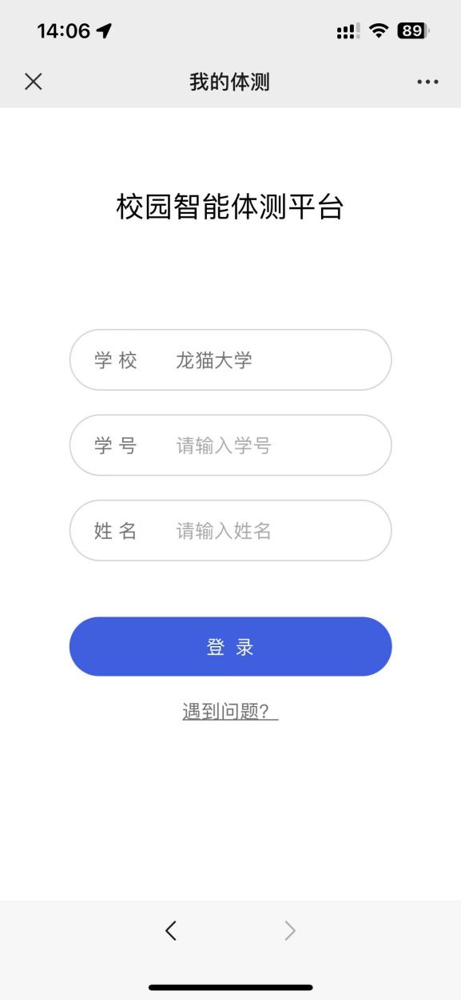 14:06
89
我的体测
校园智能体测平台
学 校 龙猫大学
学 号 请输入学号
姓 名 请输入姓名
登 录
遇到问题？